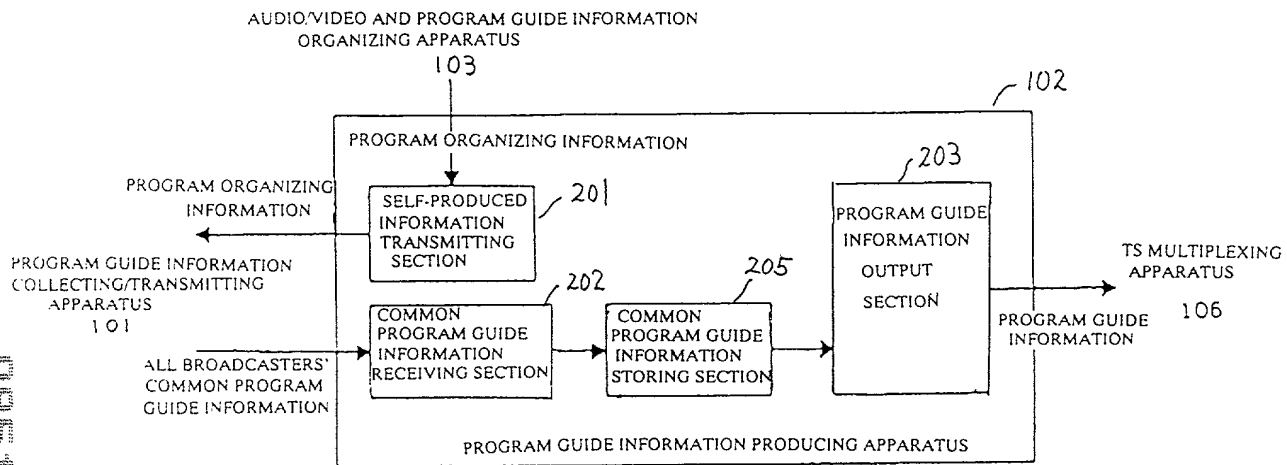 AUDIO/VIDEO AND PROGRAM GUIDE INFORMATION
ORGANIZING APPARATUS
103
102
PROGRAM ORGANIZING INFORMATION
203
PROGRAM ORGANIZING
INFORMATION
SELF-PRODUCED
INFORMATION
TRANSMITTING
SECTION
201
PROGRAM GUIDE
INFORMATION
OUTPUT
SECTION
PROGRAM GUIDE INFORMATION
COLLECTING/TRANSMITTING
APPARATUS
101
TS MULTIPLEXING
APPARATUS
106
202
205
COMMON
PROGRAM GUIDE
INFORMATION
RECEIVING SECTION
COMMON
PROGRAM GUIDE
INFORMATION
STORING SECTION
PROGRAM GUIDE
INFORMATION
ALL BROADCASTERS'
COMMON PROGRAM
GUIDE INFORMATION
PROGRAM GUIDE INFORMATION PRODUCING APPARATUS